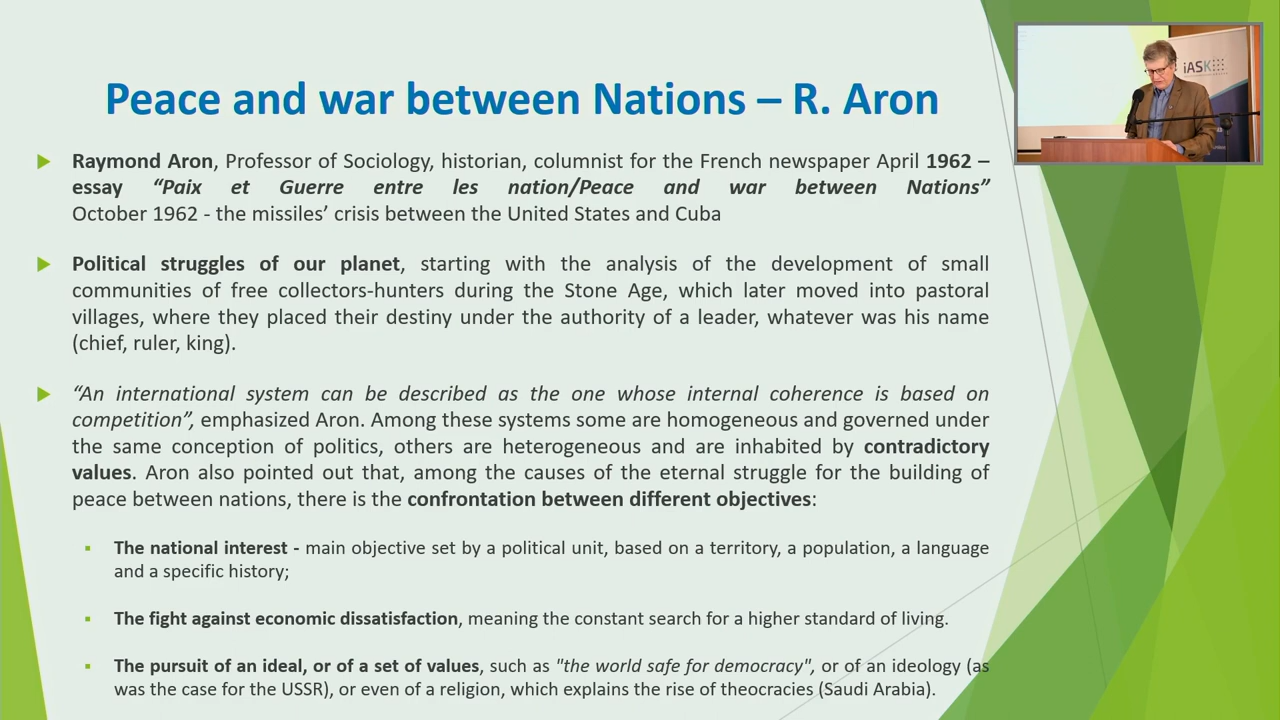 Peace and war between Nations – R. Aron
iASK
Raymond Aron, Professor of Sociology, historian, columnist for the French newspaper April 1962 –
essay “Paix et Guerre entre les nation/Peace and war between Nations”
October 1962 - the missiles’ crisis between the United States and Cuba
Political struggles of our planet, starting with the analysis of the development of small
communities of free collectors-hunters during the Stone Age, which later moved into pastoral
villages, where they placed their destiny under the authority of a leader, whatever was his name
(chief, ruler, king).
“An international system can be described as the one whose internal coherence is based on
competition”, emphasized Aron. Among these systems some are homogeneous and governed under
the same conception of politics, others are heterogeneous and are inhabited by contradictory
values. Aron also pointed out that, among the causes of the eternal struggle for the building of
peace between nations, there is the confrontation between different objectives:
The national interest - main objective set by a political unit, based on a territory, a population, a language
and a specific history;
The fight against economic dissatisfaction, meaning the constant search for a higher standard of living.
The pursuit of an ideal, or of a set of values, such as "the world safe for democracy", or of an ideology (as
was the case for the USSR), or even of a religion, which explains the rise of theocracies (Saudi Arabia).